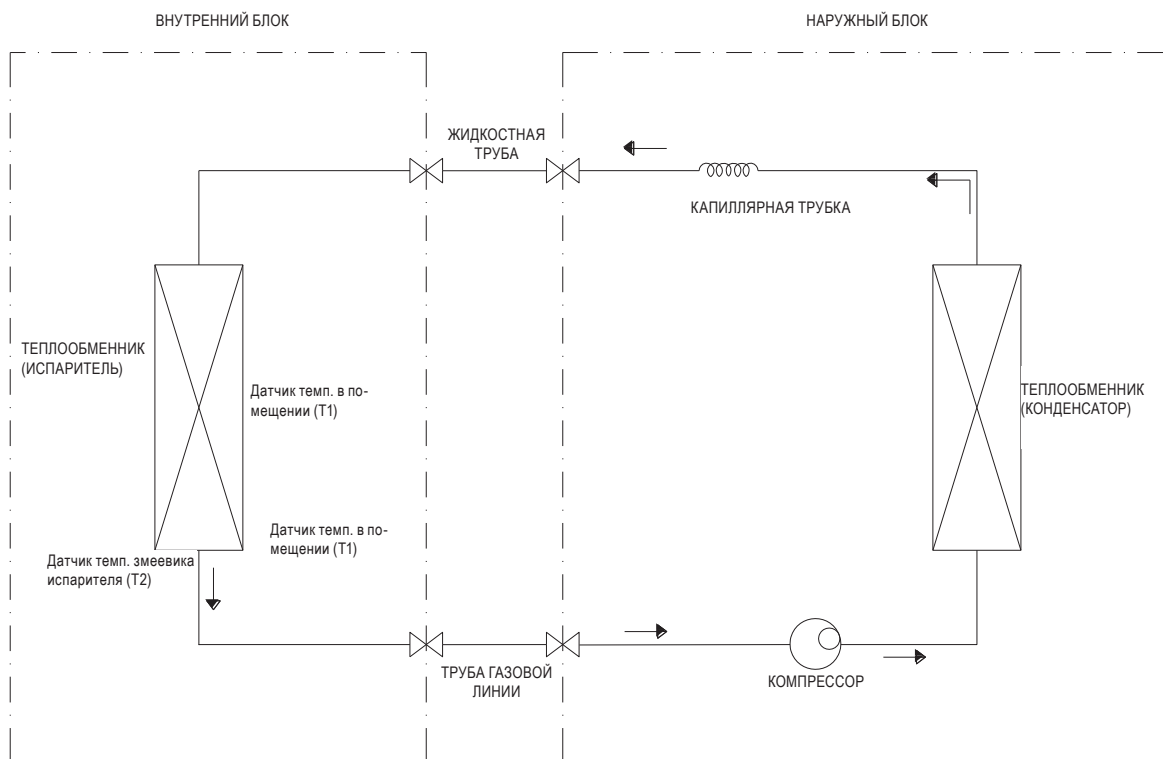 ВНУТРЕННИЙ БЛОК
НАРУЖНЫЙ БЛОК
ЖИДКОСТНАЯ
ТРУБА
КАПИЛЛЯРНАЯ ТРУБКА
ТЕПЛООБМЕННИК
(ИСПАРИТЕЛЬ)
Датчик темп. в по-
мещении (T1)
ТЕПЛООБМЕННИК
(КОНДЕНСАТОР)
Датчик темп. в по-
мещении (T1)
Датчик темп. змеевика
испарителя (T2)
ТРУБА ГАЗОВОЙ
ЛИНИИ
КОМПРЕССОР